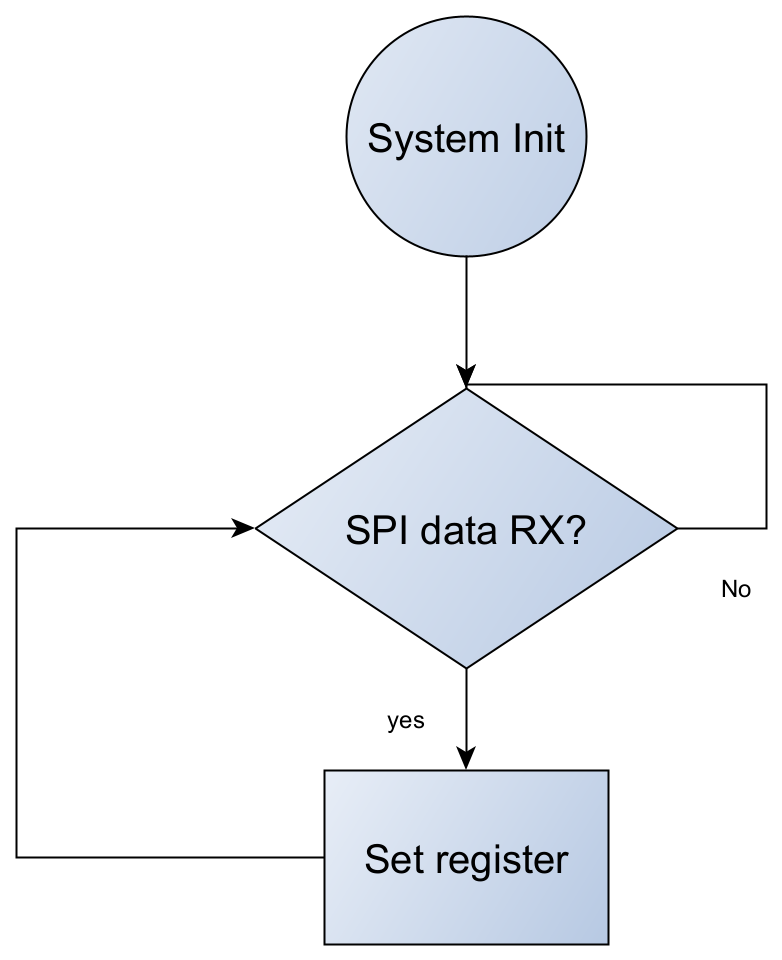 System Init
SPI data RX?
No
yes
Set register